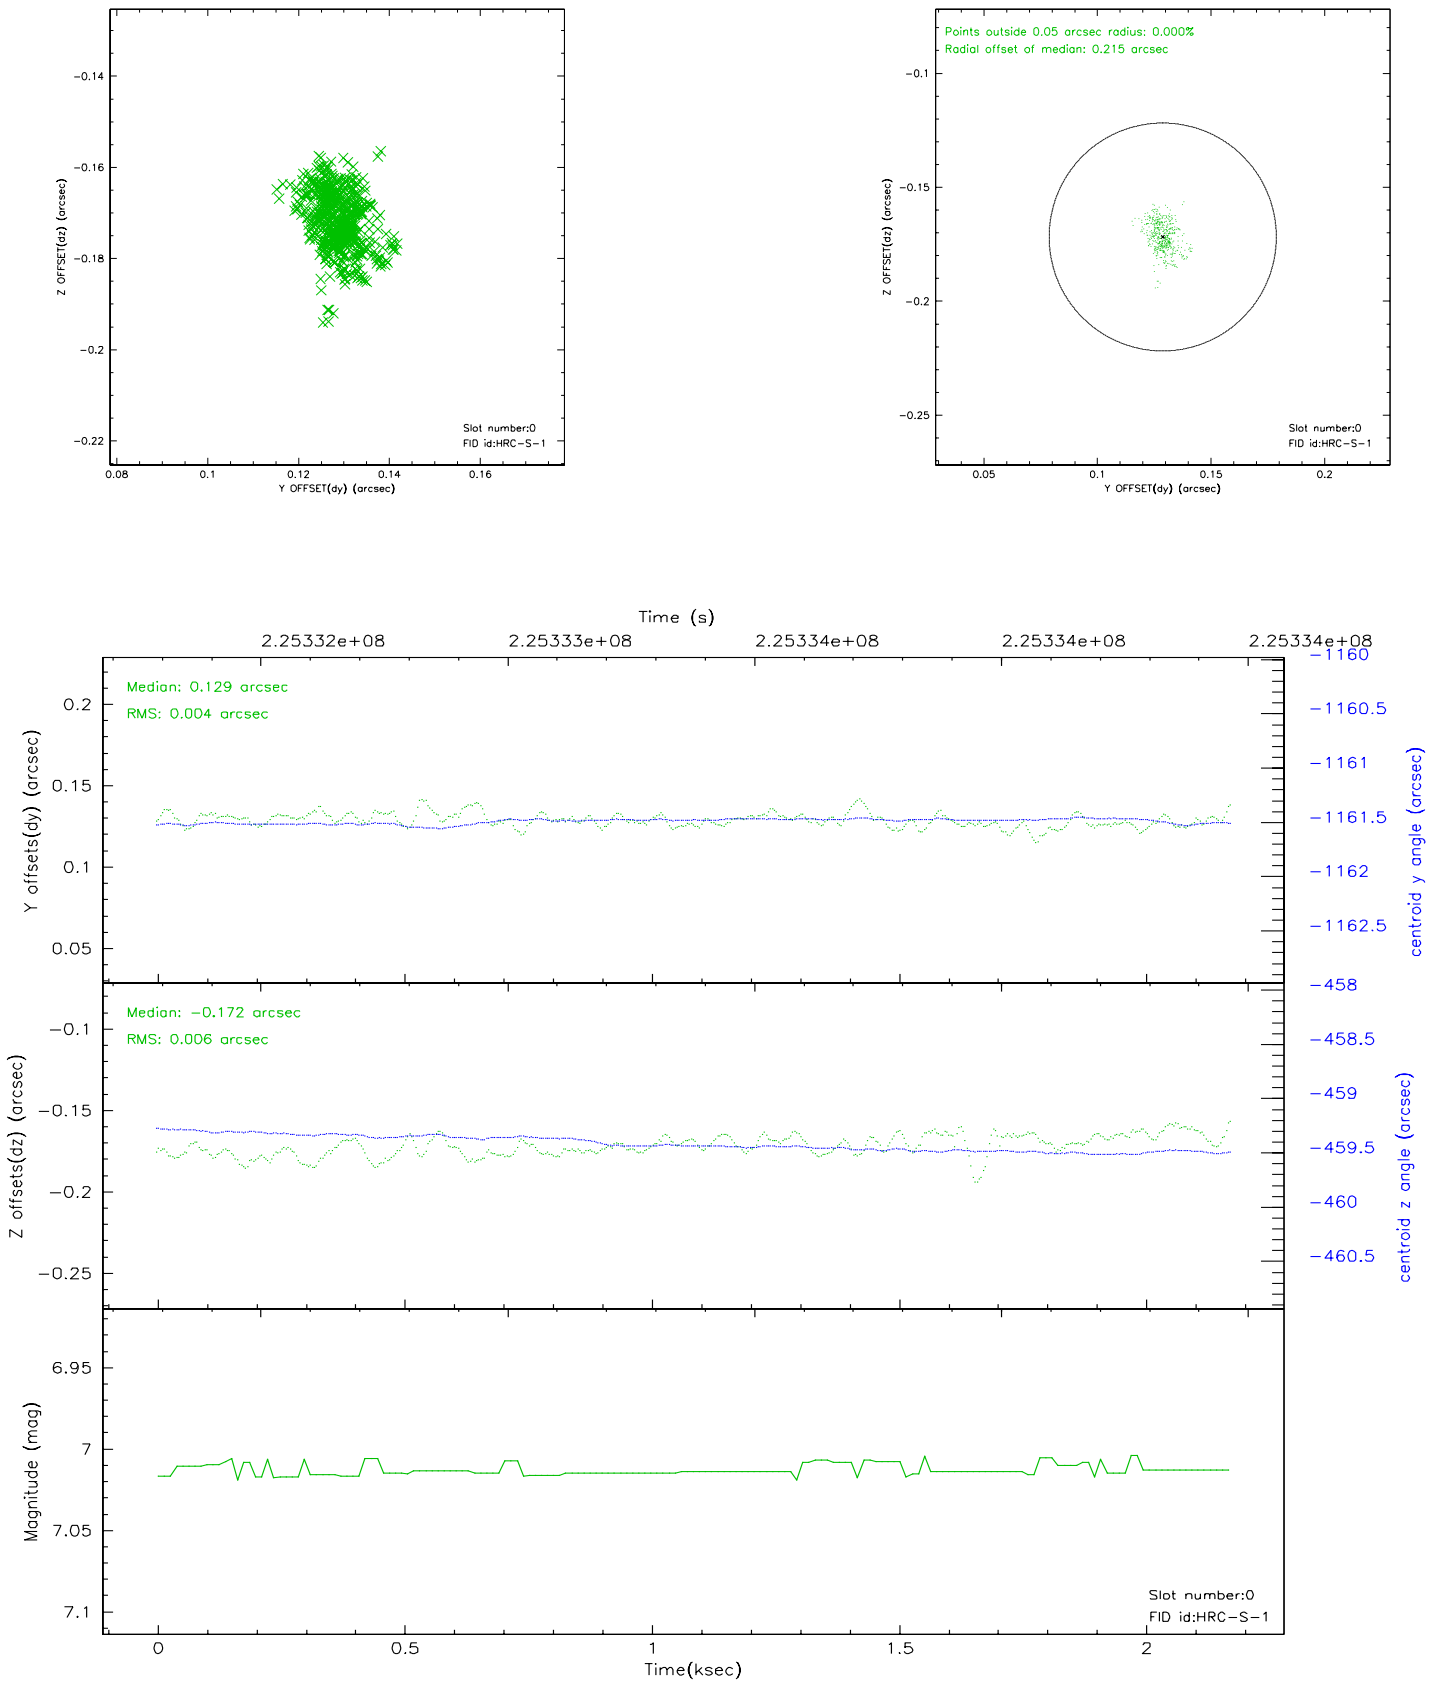 −0.14
−0.16
−0.18
−0.2
−0.22
Z OFFSET(dz) (arcsec)
0.08
0.1
0.12
0.14
0.16
Y OFFSET(dy) (arcsec)
Slot number:0
FID id:HRC−S−1
Points outside 0.05 arcsec radius: 0.000%
Radial offset of median: 0.215 arcsec
−0.1
−0.15
−0.2
−0.25
Z OFFSET(dz) (arcsec)
0.05
0.1
0.15
0.2
Y OFFSET(dy) (arcsec)
Slot number:0
FID id:HRC−S−1
Time (s)
2.25332e+08
2.25333e+08
2.25334e+08
2.25334e+08
2.25334e+08
Median: 0.129 arcsec
RMS: 0.004 arcsec
0.2
0.15
0.1
0.05
Y offsets(dy) (arcsec)
−1160
−1160.5
−1161
−1161.5
−1162
−1162.5
centroid y angle (arcsec)
Median: −0.172 arcsec
RMS: 0.006 arcsec
−0.1
−0.15
−0.2
−0.25
Z offsets(dz) (arcsec)
−458
−458.5
−459
−459.5
−460
−460.5
centroid z angle (arcsec)
6.95
7
7.05
7.1
Magnitude (mag)
Slot number:0
FID id:HRC−S−1
0
0.5
1
1.5
2
Time(ksec)